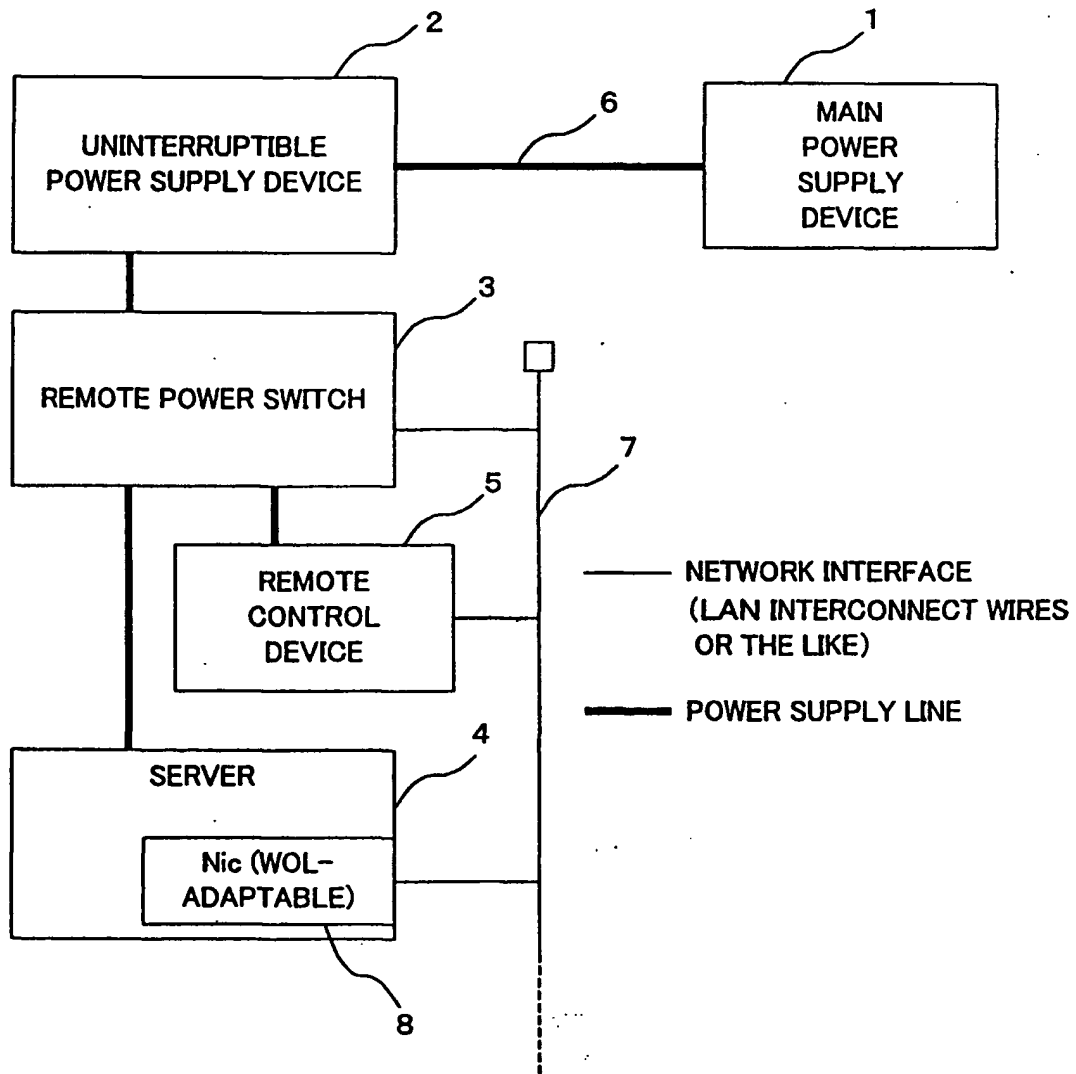 2
1
UNINTERRUPTIBLE
POWER SUPPLY DEVICE
6
MAIN
POWER
SUPPLY
DEVICE
3
REMOTE POWER SWITCH
7
5
REMOTE
CONTROL
DEVICE
NETWORK INTERFACE
(LAN INTERCONNECT WIRES
OR THE LIKE)
POWER SUPPLY LINE
4
SERVER
Nic (WOL-
ADAPTABLE)
8